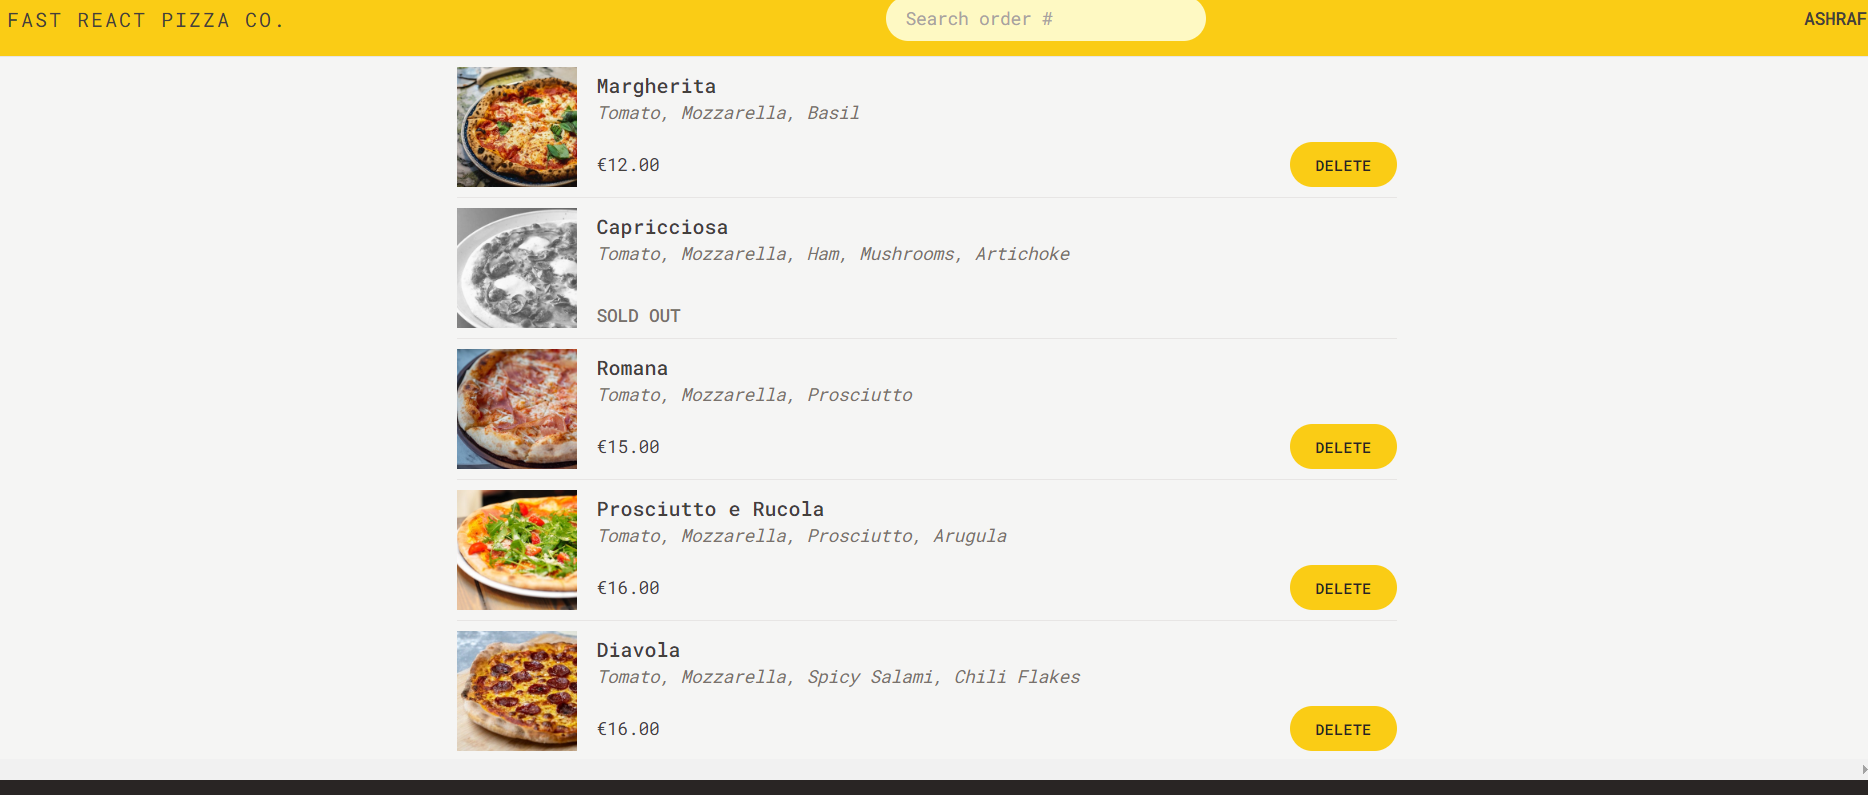 FAST REACT PIZZA CO.
Search order #
ASHRAF
Margherita
Tomato, Mozzarella, Basil
€12.00
DELETE
Capricciosa
Tomato, Mozzarella, Ham, Mushrooms, Artichoke
SOLD OUT
Romana
Tomato, Mozzarella, Prosciutto
€15.00
DELETE
Prosciutto e Rucola
Tomato, Mozzarella, Prosciutto, Arugula
€16.00
DELETE
Diavola
Tomato, Mozzarella, Spicy Salami, Chili Flakes
€16.00
DELETE